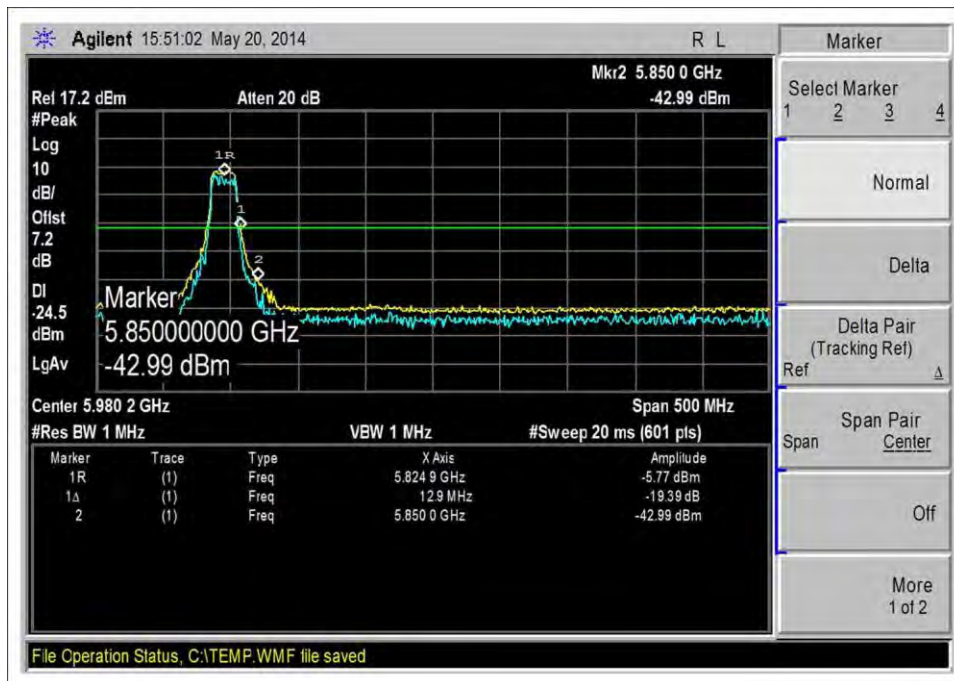 Agilent 15:51:02 May 20, 2014 R L
Mkr2 5.850 0 GHz
Ref 17.2 dBm Atten 20 dB -42.99 dBm
#Peak
Log
10
dB/
Offst
7.2
dB
DI
-24.5
dBm
LgAv
1R
1
2
Marker
5.850000000 GHz
-42.99 dBm
Center 5.980 2 GHz Span 500 MHz
#Res BW 1 MHz VBW 1 MHz #Sweep 20 ms (601 pts)
Marker Trace Type X Axis Amplitude
1R (1) Freq 5.824 9 GHz -5.77 dBm
1Δ (1) Freq 12.9 MHz -19.39 dB
2 (1) Freq 5.850 0 GHz -42.99 dBm
File Operation Status, C:\TEMP.WMF file saved
Marker
Select Marker
1 2 3 4
Normal
Delta
Delta Pair
(Tracking Ref)
Ref Δ
Span Pair
Span Center
Off
More
1 of 2